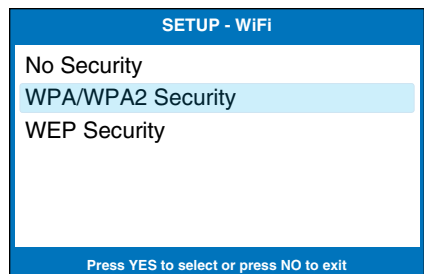 SETUP - WiFi
No Security
WPA/WPA2 Security
WEP Security
Press YES to select or press NO to exit